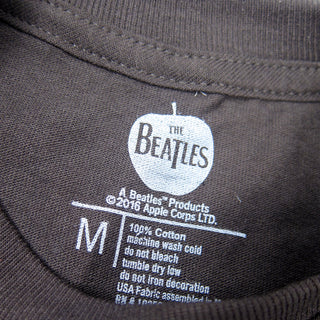 THE
BEATLES
A Beatles™ Products
©2016 Apple Corps LTD.
M
100% Cotton
machine wash cold
do not bleach
tumble dry low
do not iron decoration
USA Fabric assembled in
RN #